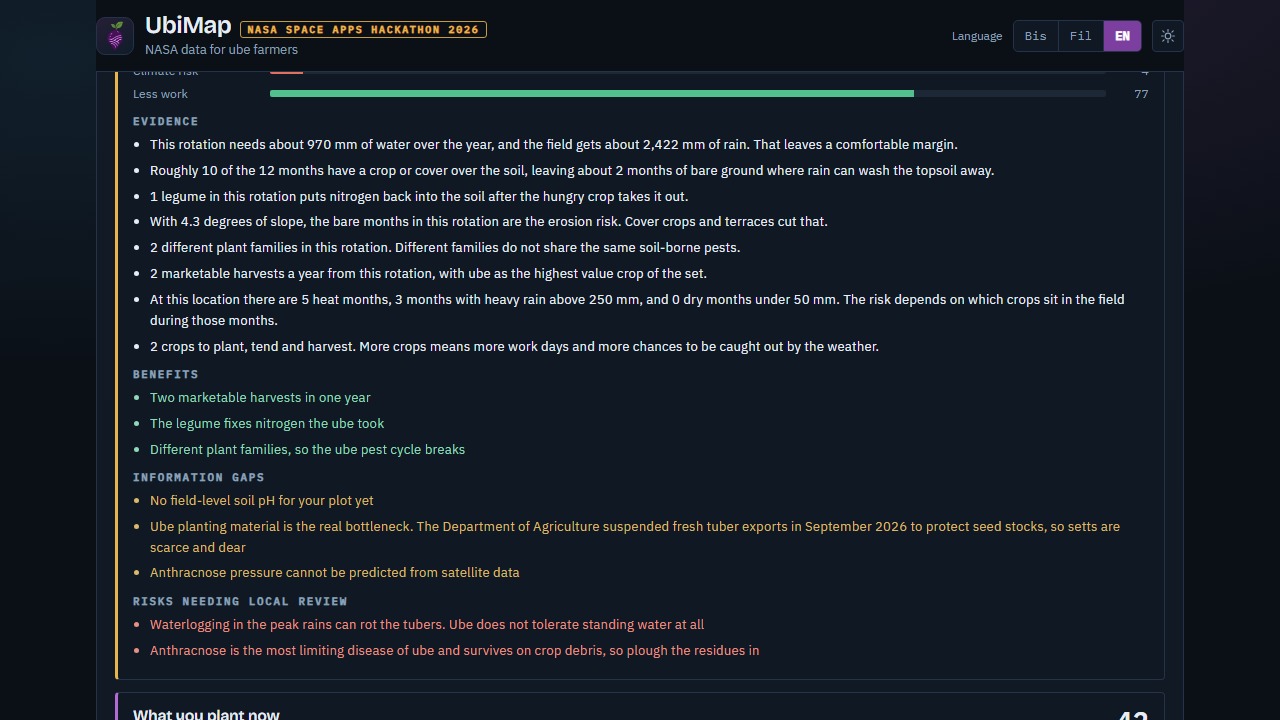 UbiMap
NASA SPACE APPS HACKATHON 2026
NASA data for ube farmers
Language
Bis
Fil
EN
Climate risk
4
Less work
77
EVIDENCE
This rotation needs about 970 mm of water over the year, and the field gets about 2,422 mm of rain. That leaves a comfortable margin.
Roughly 10 of the 12 months have a crop or cover over the soil, leaving about 2 months of bare ground where rain can wash the topsoil away.
1 legume in this rotation puts nitrogen back into the soil after the hungry crop takes it out.
With 4.3 degrees of slope, the bare months in this rotation are the erosion risk. Cover crops and terraces cut that.
2 different plant families in this rotation. Different families do not share the same soil-borne pests.
2 marketable harvests a year from this rotation, with ube as the highest value crop of the set.
At this location there are 5 heat months, 3 months with heavy rain above 250 mm, and 0 dry months under 50 mm. The risk depends on which crops sit in the field
during those months.
2 crops to plant, tend and harvest. More crops means more work days and more chances to be caught out by the weather.
BENEFITS
Two marketable harvests in one year
The legume fixes nitrogen the ube took
Different plant families, so the ube pest cycle breaks
INFORMATION GAPS
No field-level soil pH for your plot yet
Ube planting material is the real bottleneck. The Department of Agriculture suspended fresh tuber exports in September 2026 to protect seed stocks, so setts are
scarce and dear
Anthracnose pressure cannot be predicted from satellite data
RISKS NEEDING LOCAL REVIEW
Waterlogging in the peak rains can rot the tubers. Ube does not tolerate standing water at all
Anthracnose is the most limiting disease of ube and survives on crop debris, so plough the residues in
What you plant now